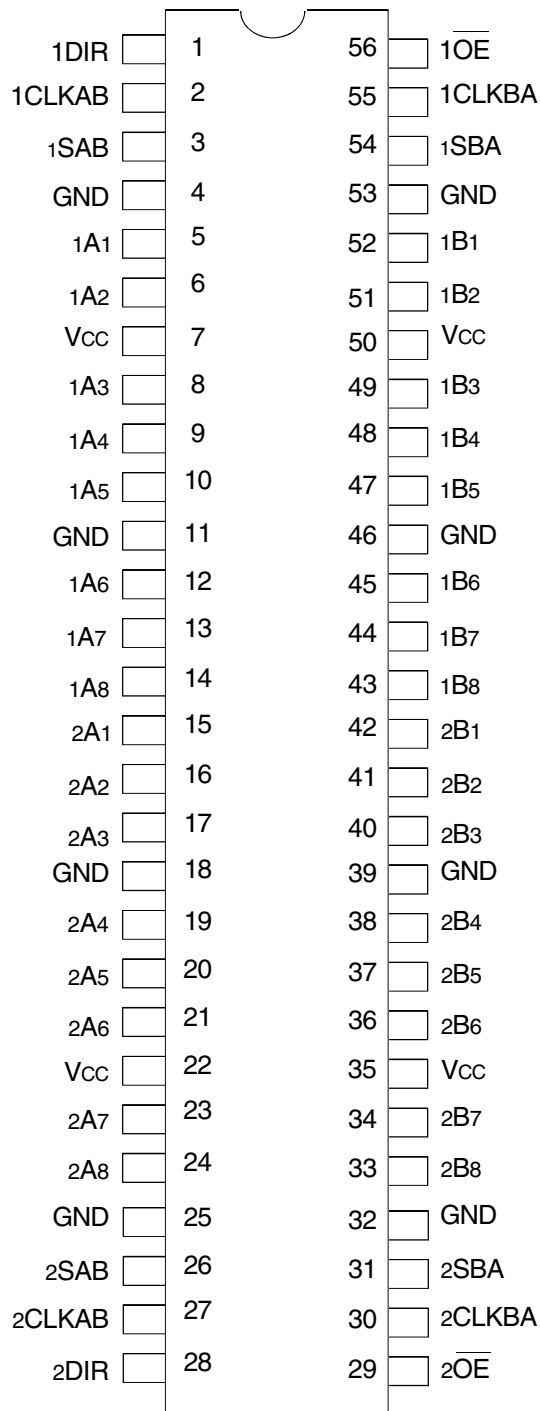 1DIR 1 56 1O̅E̅
1CLKAB 2 55 1CLKBA
1SAB 3 54 1SBA
GND 4 53 GND
1A1 5 52 1B1
1A2 6 51 1B2
VCC 7 50 VCC
1A3 8 49 1B3
1A4 9 48 1B4
1A5 10 47 1B5
GND 11 46 GND
1A6 12 45 1B6
1A7 13 44 1B7
1A8 14 43 1B8
2A1 15 42 2B1
2A2 16 41 2B2
2A3 17 40 2B3
GND 18 39 GND
2A4 19 38 2B4
2A5 20 37 2B5
2A6 21 36 2B6
VCC 22 35 VCC
2A7 23 34 2B7
2A8 24 33 2B8
GND 25 32 GND
2SAB 26 31 2SBA
2CLKAB 27 30 2CLKBA
2DIR 28 29 2O̅E̅